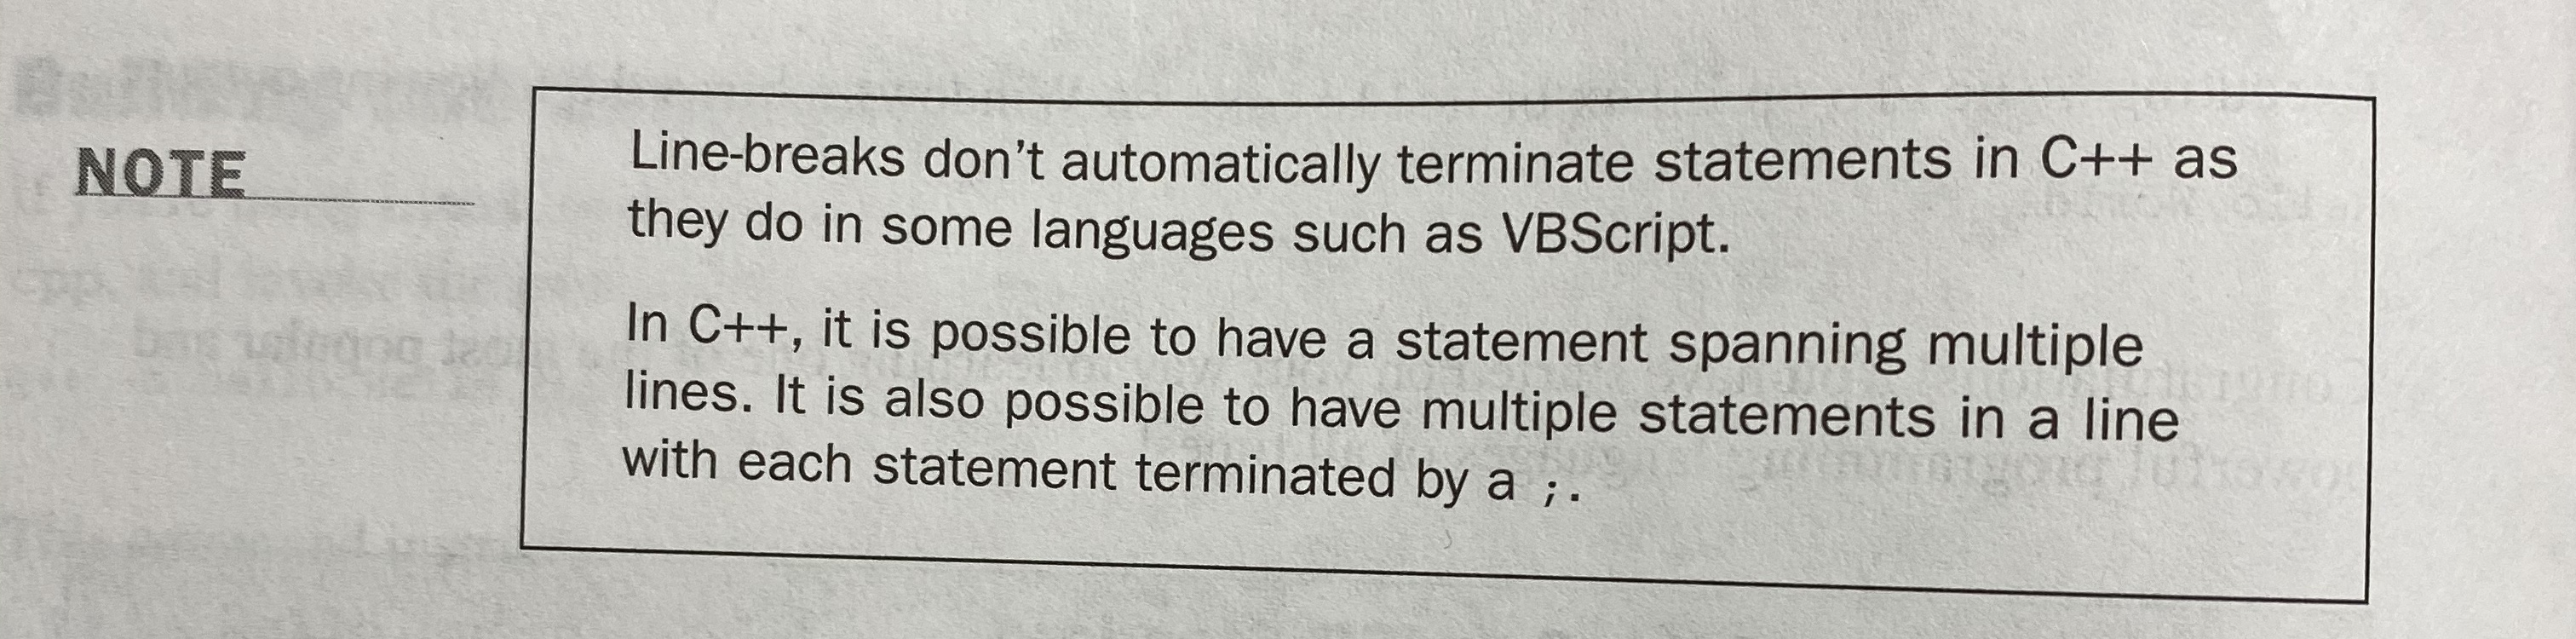 NOTE
Line-breaks don't automatically terminate statements in C++ as
they do in some languages such as VBScript.
In C++, it is possible to have a statement spanning multiple
lines. It is also possible to have multiple statements in a line
with each statement terminated by a ;.